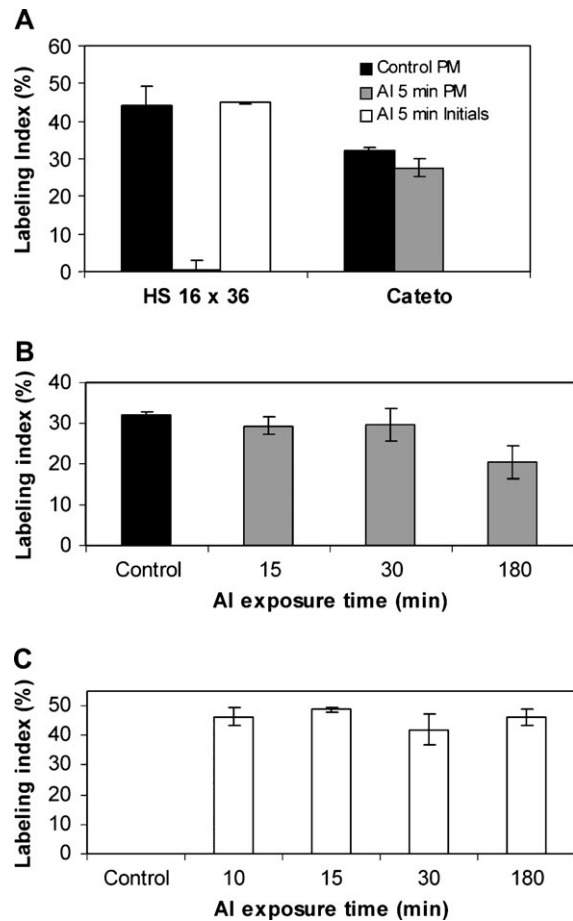 A
Labeling Index (%)
60
50
40
30
20
10
0
Control PM
Al 5 min PM
Al 5 min Initials
HS 16 x 36
Cateto
B
Labeling index (%)
40
30
20
10
0
Control
15
30
180
Al exposure time (min)
C
Labeling index (%)
50
40
30
20
10
0
Control
10
15
30
180
Al exposure time (min)